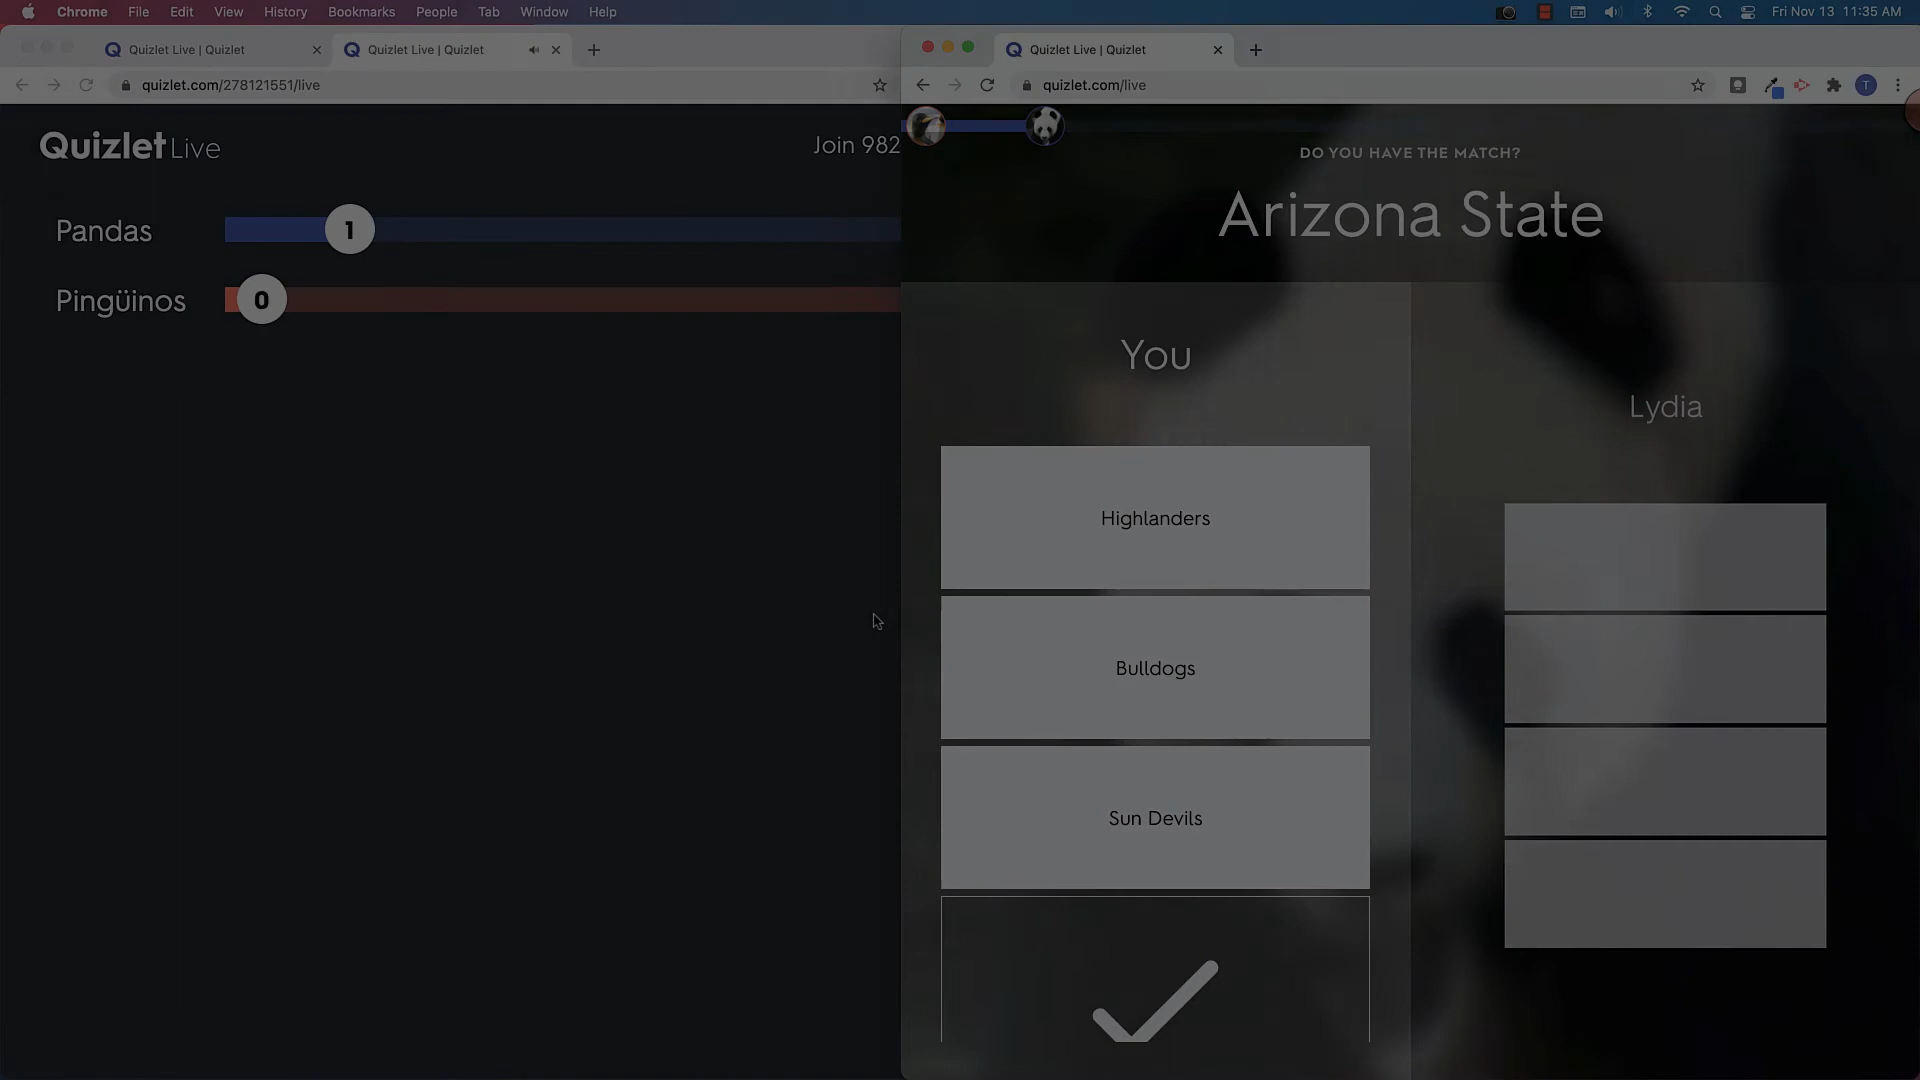 Chrome File Edit View History Bookmarks People Tab Window Help
Fri Nov 13 11:35 AM
Quizlet Live | Quizlet
Quizlet Live | Quizlet
quizlet.com/278121551/live
Quizlet Live
Join 982
Pandas
1
Pingüinos
0
Quizlet Live | Quizlet
quizlet.com/live
T
DO YOU HAVE THE MATCH?
Arizona State
You
Lydia
Highlanders
Bulldogs
Sun Devils